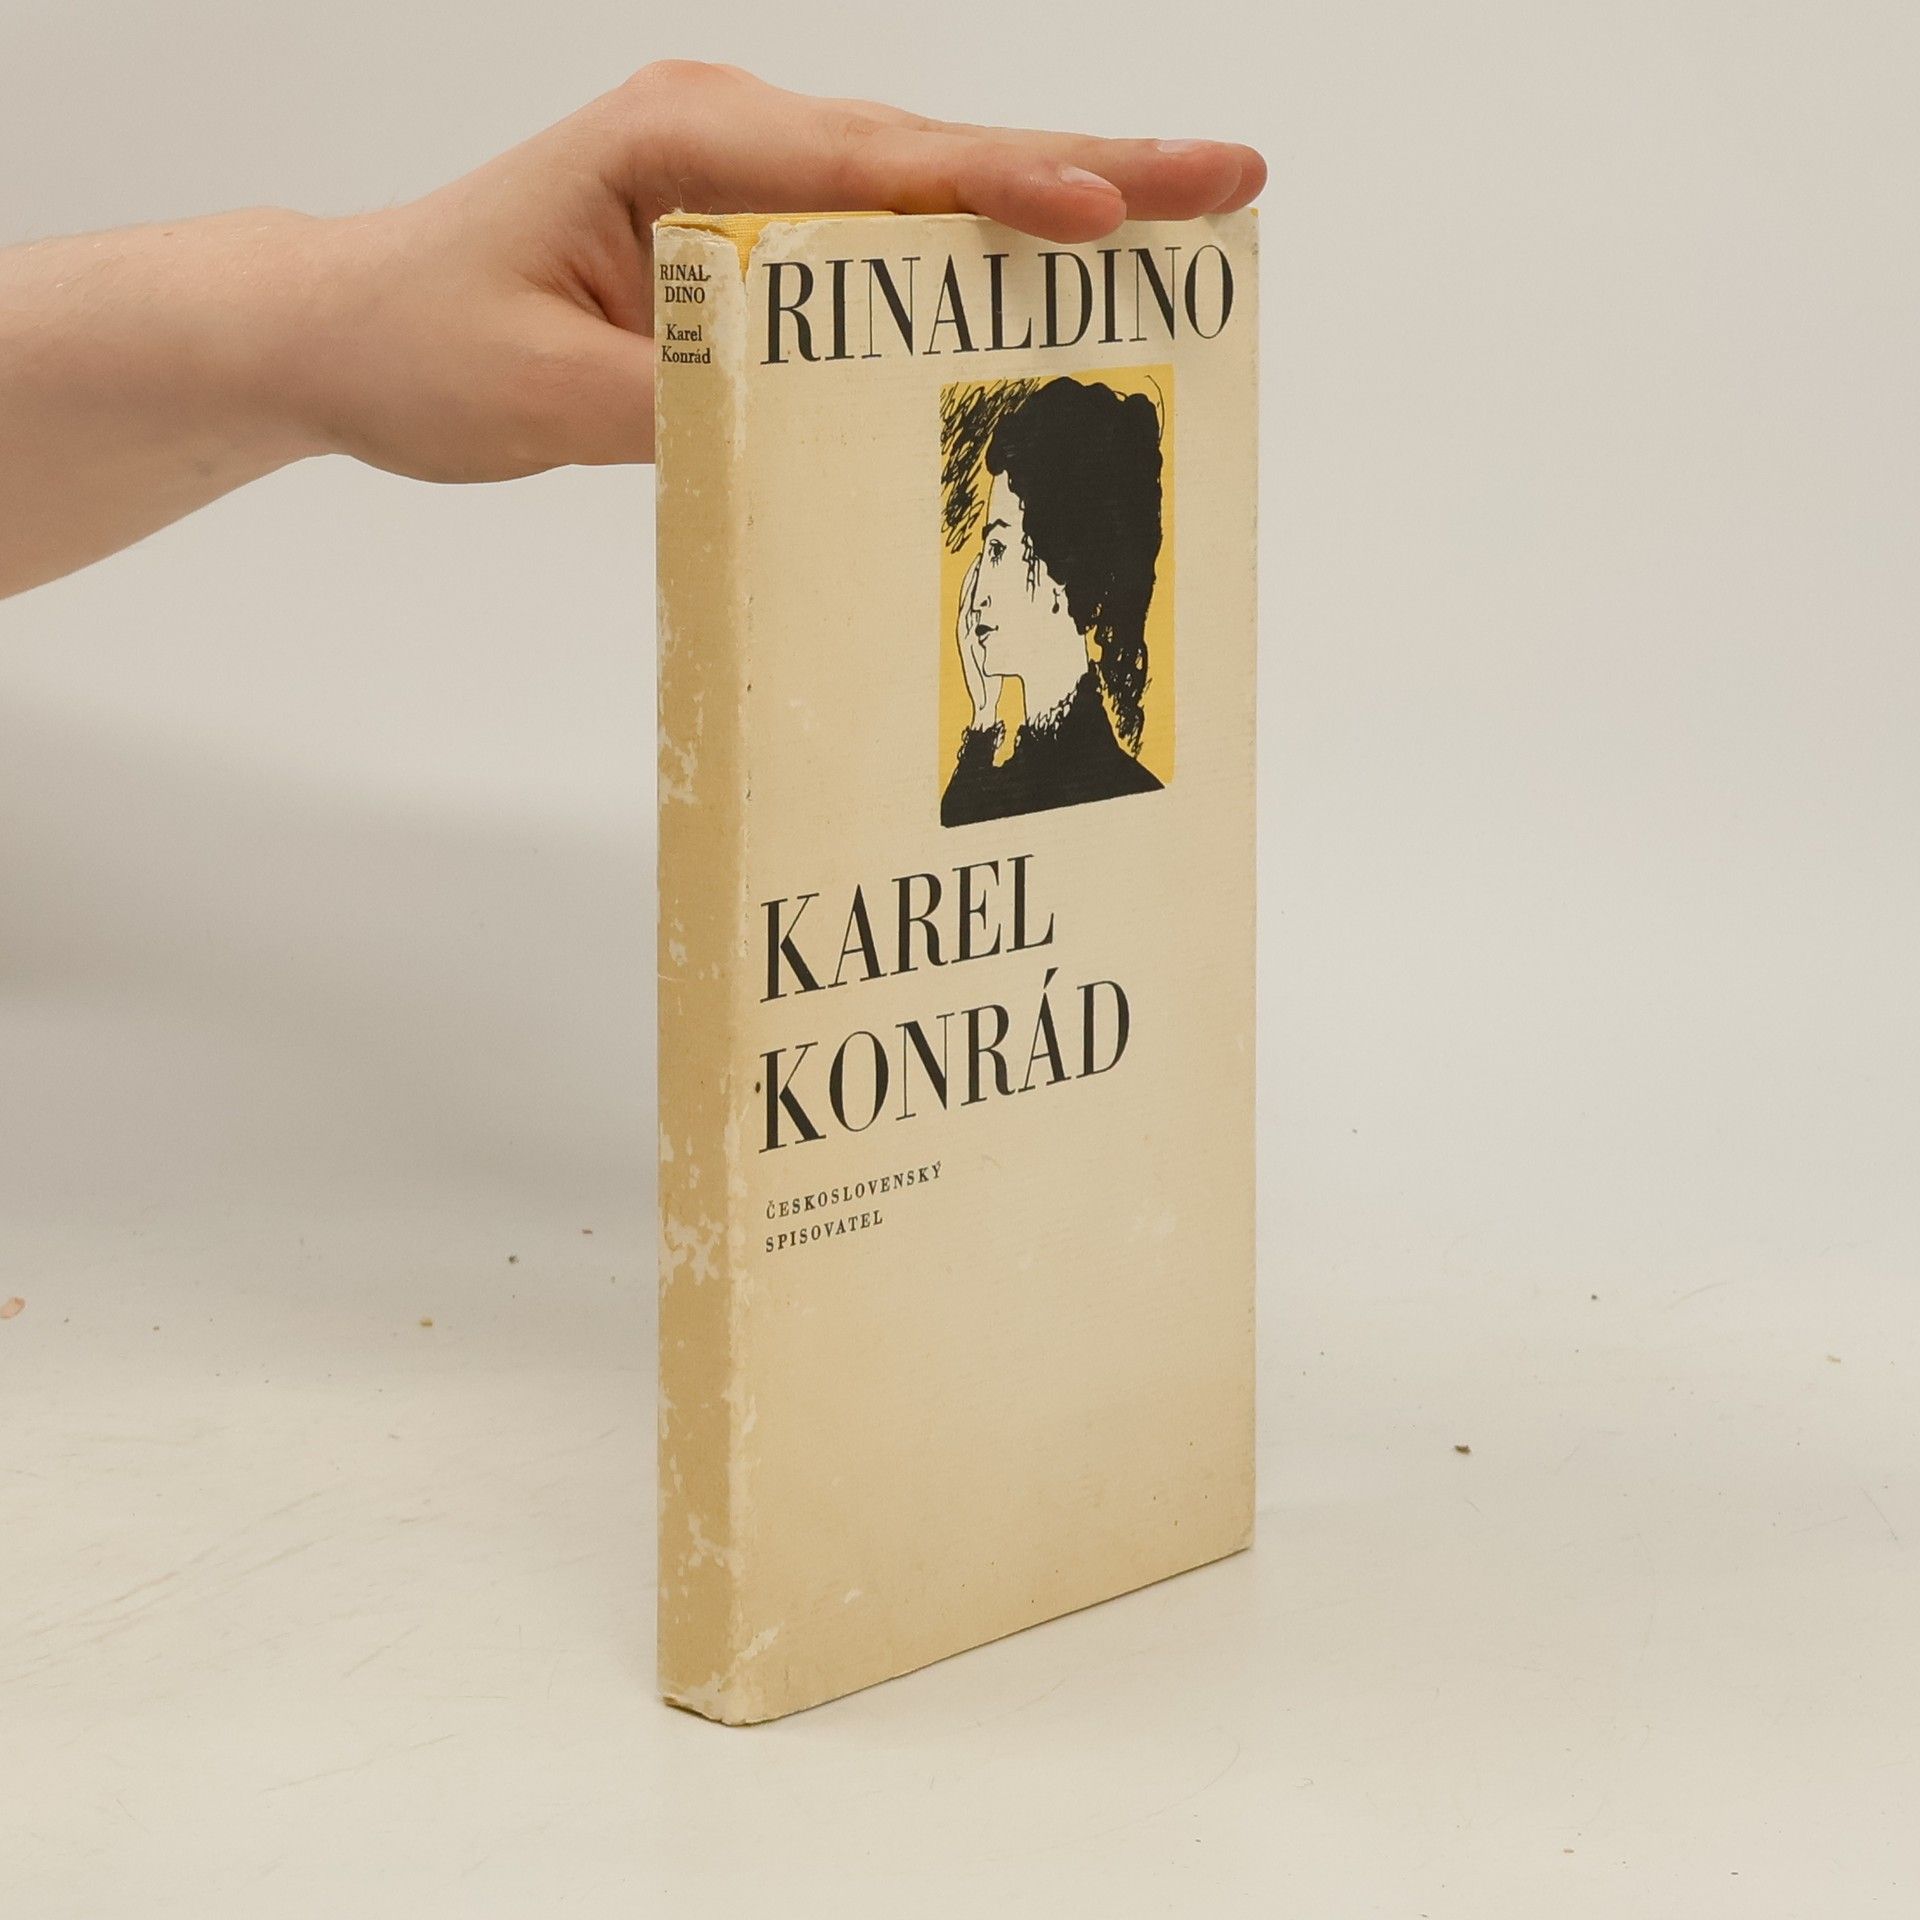 RINAL-
DINO
Karel
Konrád
RINALDINO
KAREL
KONRÁD
ČESKOSLOVENSKÝ
SPISOVATEL